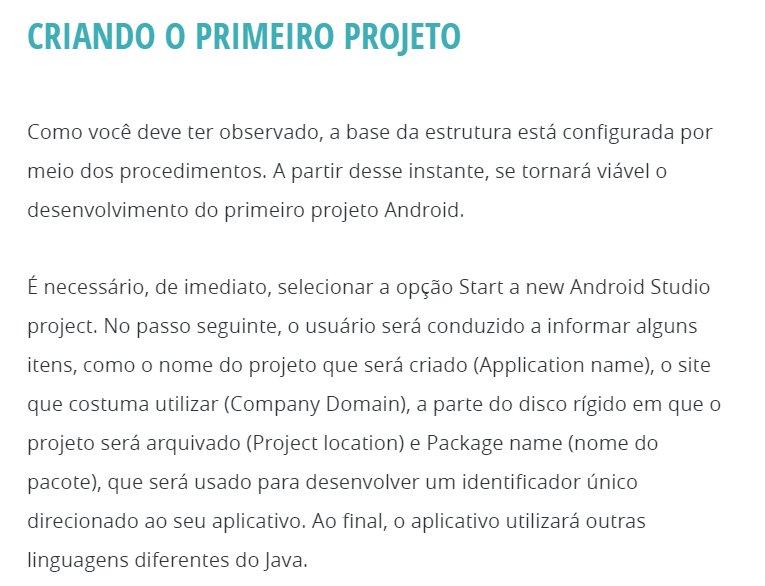 CRIANDO O PRIMEIRO PROJETO
Como você deve ter observado, a base da estrutura está configurada por
meio dos procedimentos. A partir desse instante, se tornará viável o
desenvolvimento do primeiro projeto Android.
É necessário, de imediato, selecionar a opção Start a new Android Studio
project. No passo seguinte, o usuário será conduzido a informar alguns
itens, como o nome do projeto que será criado (Application name), o site
que costuma utilizar (Company Domain), a parte do disco rígido em que o
projeto será arquivado (Project location) e Package name (nome do
pacote), que será usado para desenvolver um identificador único
direcionado ao seu aplicativo. Ao final, o aplicativo utilizará outras
linguagens diferentes do Java.